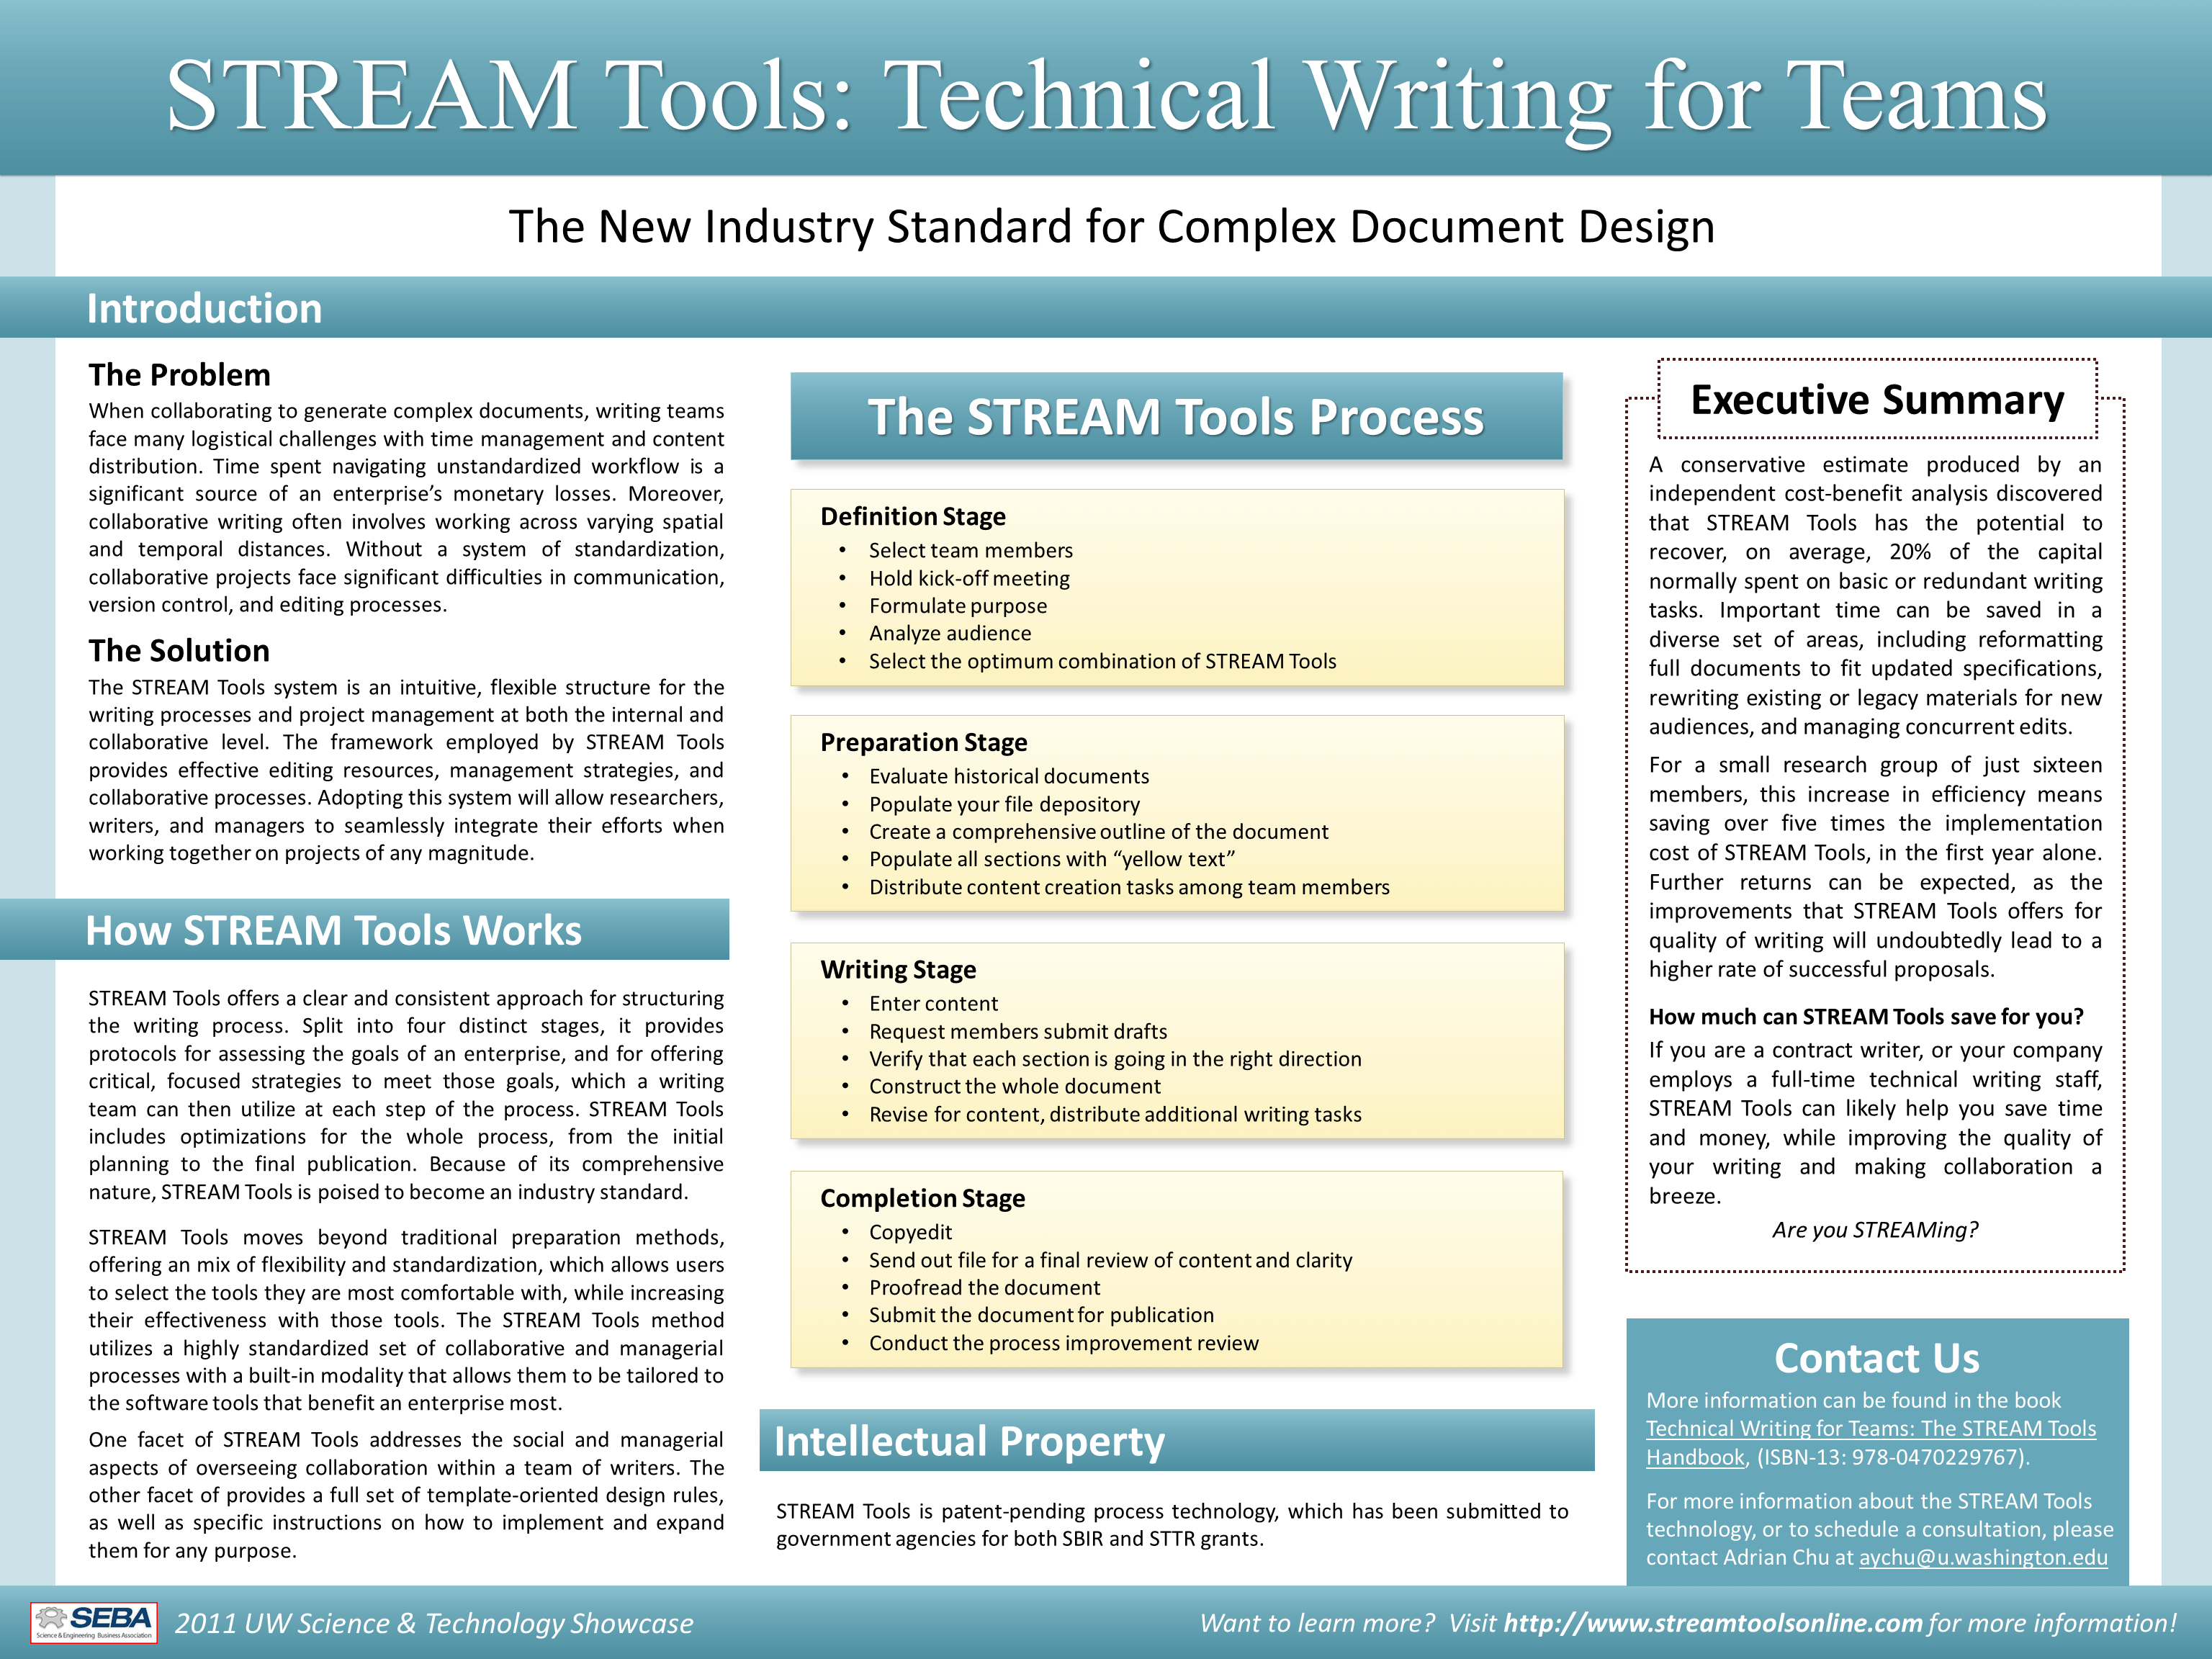 STREAM Tools: Technical Writing for Teams
The New Industry Standard for Complex Document Design
Introduction
The Problem
When collaborating to generate complex documents, writing teams
face many logistical challenges with time management and content
distribution. Time spent navigating unstandardized workflow is a
significant source of an enterprise's monetary losses. Moreover,
collaborative writing often involves working across varying spatial
and temporal distances. Without a system of standardization,
collaborative projects face significant difficulties in communication,
version control, and editing processes.
The Solution
The STREAM Tools system is an intuitive, flexible structure for the
writing processes and project management at both the internal and
collaborative level. The framework employed by STREAM Tools
provides effective editing resources, management strategies, and
collaborative processes. Adopting this system will allow researchers,
writers, and managers to seamlessly integrate their efforts when
working together on projects of any magnitude.
How STREAM Tools Works
STREAM Tools offers a clear and consistent approach for structuring
the writing process. Split into four distinct stages, it provides
protocols for assessing the goals of an enterprise, and for offering
critical, focused strategies to meet those goals, which a writing
team can then utilize at each step of the process. STREAM Tools
includes optimizations for the whole process, from the initial
planning to the final publication. Because of its comprehensive
nature, STREAM Tools is poised to become an industry standard.
STREAM Tools moves beyond traditional preparation methods,
offering an mix of flexibility and standardization, which allows users
to select the tools they are most comfortable with, while increasing
their effectiveness with those tools. The STREAM Tools method
utilizes a highly standardized set of collaborative and managerial
processes with a built-in modality that allows them to be tailored to
the software tools that benefit an enterprise most.
One facet of STREAM Tools addresses the social and managerial
aspects of overseeing collaboration within a team of writers. The
other facet of provides a full set of template-oriented design rules,
as well as specific instructions on how to implement and expand
them for any purpose.
The STREAM Tools Process
Definition Stage
• Select team members
• Hold kick-off meeting
• Formulate purpose
• Analyze audience
• Select the optimum combination of STREAM Tools
Preparation Stage
• Evaluate historical documents
• Populate your file depository
• Create a comprehensive outline of the document
• Populate all sections with “yellow text”
• Distribute content creation tasks among team members
Writing Stage
• Enter content
• Request members submit drafts
• Verify that each section is going in the right direction
• Construct the whole document
• Revise for content, distribute additional writing tasks
Completion Stage
• Copyedit
• Send out file for a final review of content and clarity
• Proofread the document
• Submit the document for publication
• Conduct the process improvement review
Intellectual Property
STREAM Tools is patent-pending process technology, which has been submitted to
government agencies for both SBIR and STTR grants.
Executive Summary
A conservative estimate produced by an
independent cost-benefit analysis discovered
that STREAM Tools has the potential to
recover, on average, 20% of the capital
normally spent on basic or redundant writing
tasks. Important time can be saved in a
diverse set of areas, including reformatting
full documents to fit updated specifications,
rewriting existing or legacy materials for new
audiences, and managing concurrent edits.
For a small research group of just sixteen
members, this increase in efficiency means
saving over five times the implementation
cost of STREAM Tools, in the first year alone.
Further returns can be expected, as the
improvements that STREAM Tools offers for
quality of writing will undoubtedly lead to a
higher rate of successful proposals.
How much can STREAM Tools save for you?
If you are a contract writer, or your company
employs a full-time technical writing staff,
STREAM Tools can likely help you save time
and money, while improving the quality of
your writing and making collaboration a
breeze.
Are you STREAMing?
Contact Us
More information can be found in the book
Technical Writing for Teams: The STREAM Tools
Handbook, (ISBN-13: 978-0470229767).
For more information about the STREAM Tools
technology, or to schedule a consultation, please
contact Adrian Chu at aychu@u.washington.edu
SEBA
Science & Engineering Business Association
2011 UW Science & Technology Showcase
Want to learn more? Visit http://www.streamtoolsonline.com for more information!